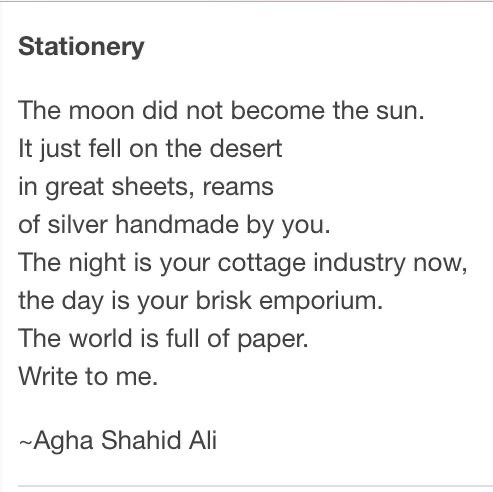 Stationery
The moon did not become the sun.
It just fell on the desert
in great sheets, reams
of silver handmade by you.
The night is your cottage industry now,
the day is your brisk emporium.
The world is full of paper.
Write to me.
~Agha Shahid Ali